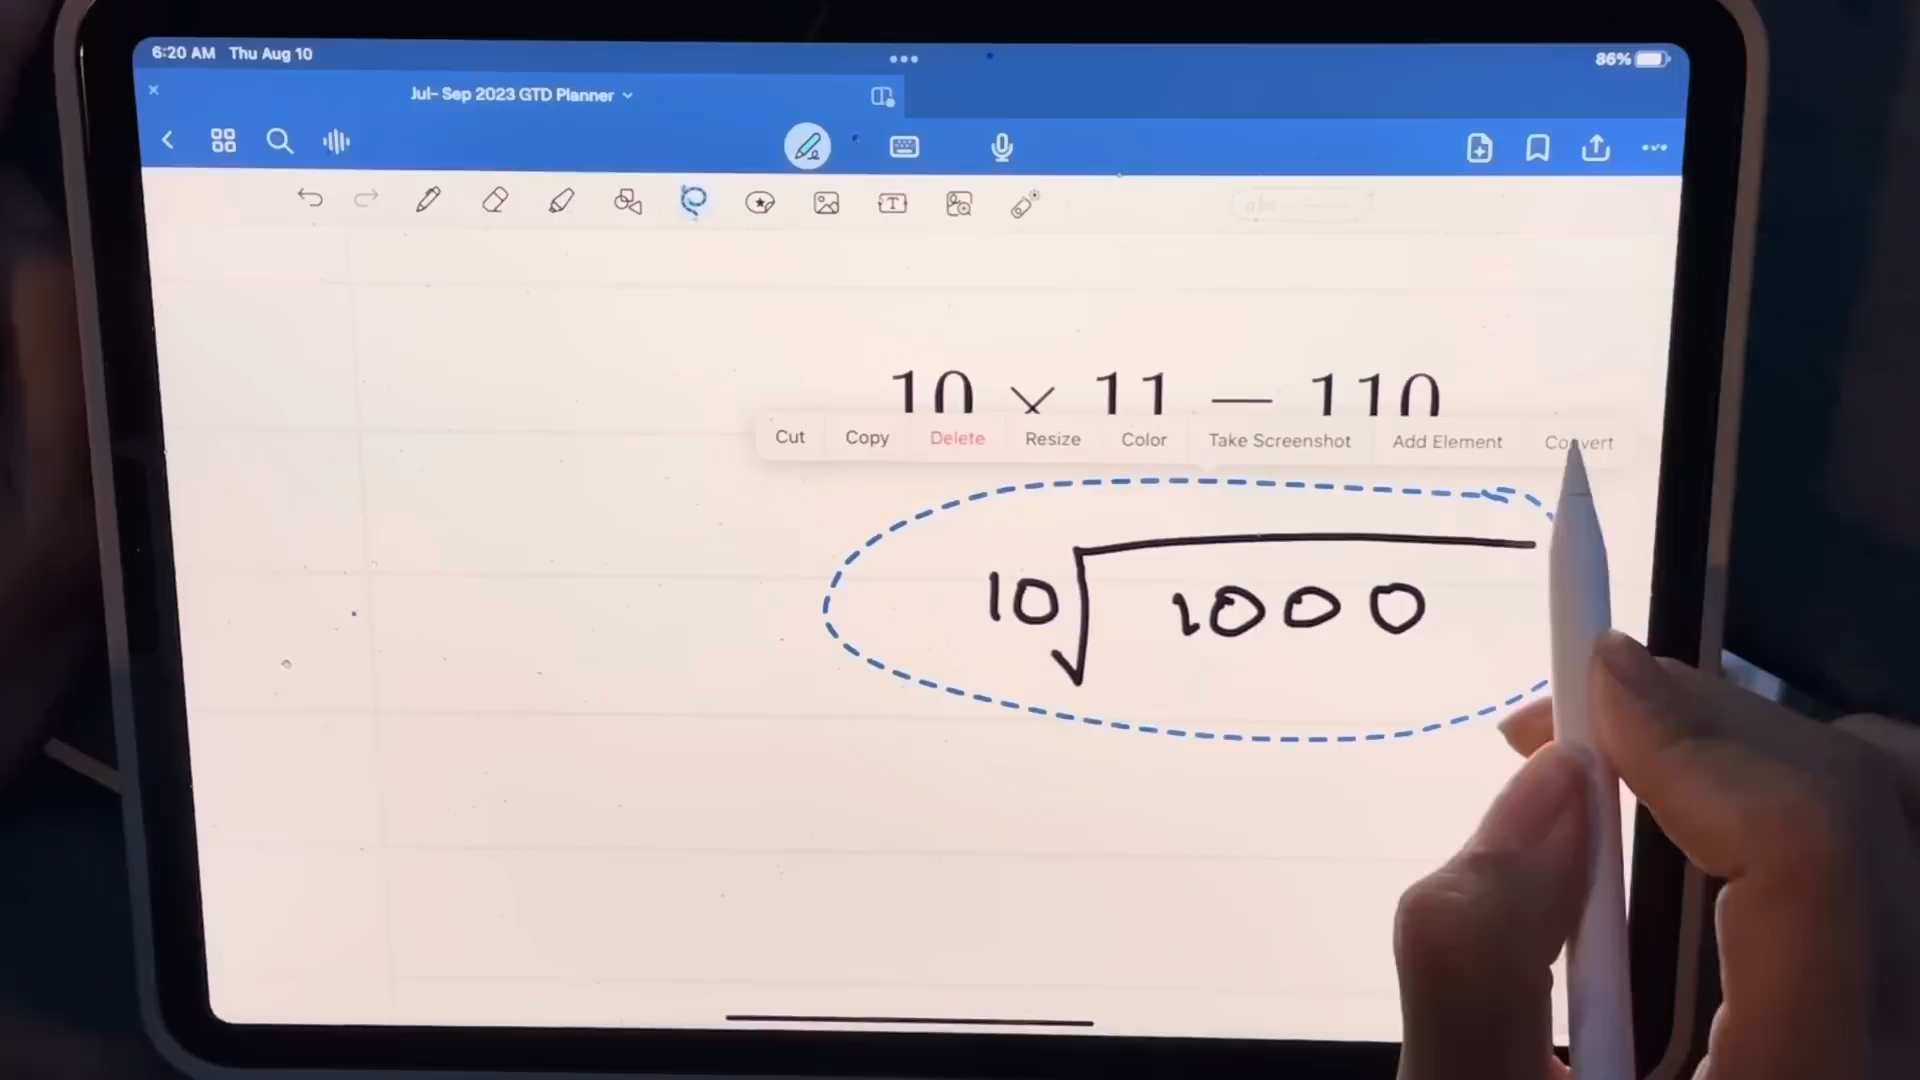 6:20 AM Thu Aug 10
86%
Jul- Sep 2023 GTD Planner
10 × 11 = 110
Cut Copy Delete Resize Color Take Screenshot Add Element Convert
10√1000